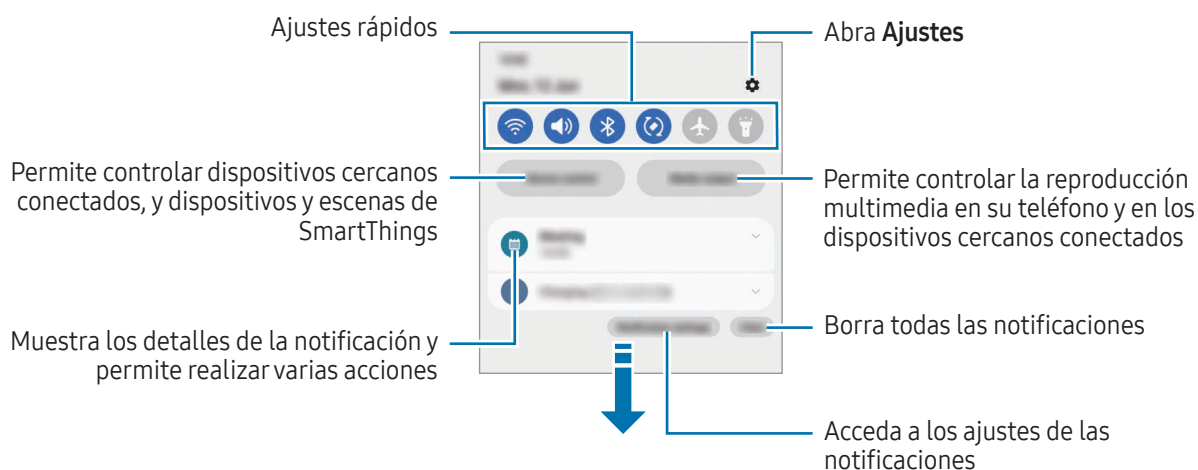 Ajustes rápidos
Abra Ajustes
Permite controlar dispositivos cercanos
conectados, y dispositivos y escenas de
SmartThings
Permite controlar la reproducción
multimedia en su teléfono y en los
dispositivos cercanos conectados
Muestra los detalles de la notificación y
permite realizar varias acciones
Borra todas las notificaciones
Acceda a los ajustes de las
notificaciones